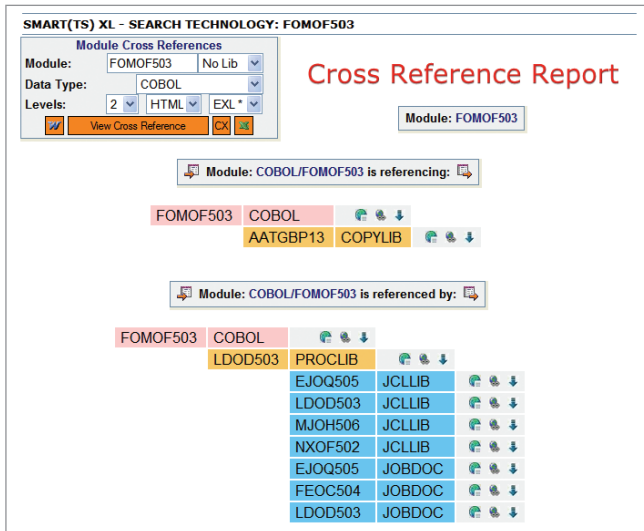 SMART(TS) XL - SEARCH TECHNOLOGY: FOMOF503
Module Cross References
Module: FOMOF503 No Lib
Data Type: COBOL
Levels: 2 HTML EXL *
View Cross Reference CX
Cross Reference Report
Module: FOMOF503
Module: COBOL/FOMOF503 is referencing:
FOMOF503 COBOL
AATGBP13 COPYLIB
Module: COBOL/FOMOF503 is referenced by:
FOMOF503 COBOL
LDOD503 PROCLIB
EJOQ505 JCLLIB
LDOD503 JCLLIB
MJOH506 JCLLIB
NXOF502 JCLLIB
EJOQ505 JOBDOC
FEOC504 JOBDOC
LDOD503 JOBDOC